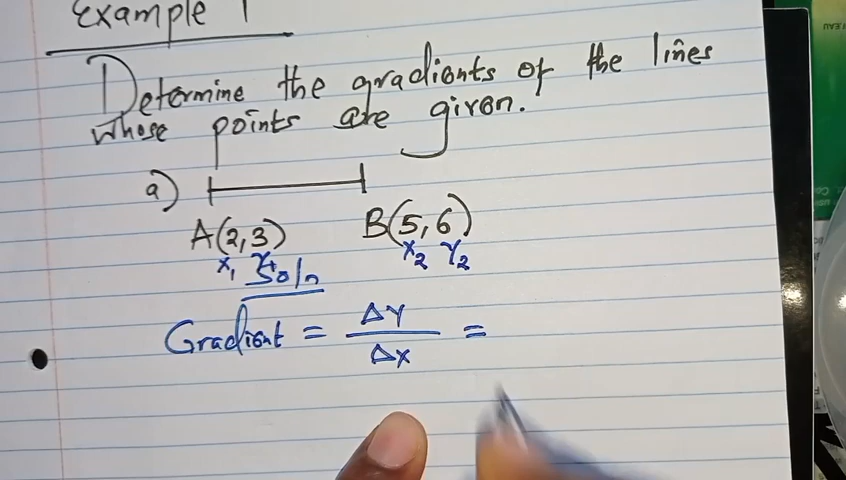 Example 1
Determine the gradients of the lines
whose points are given.
a)
A(2,3) B(5,6)
x₁ Y₁ x₂ Y₂
Soln
Gradient = ΔY/Δx =